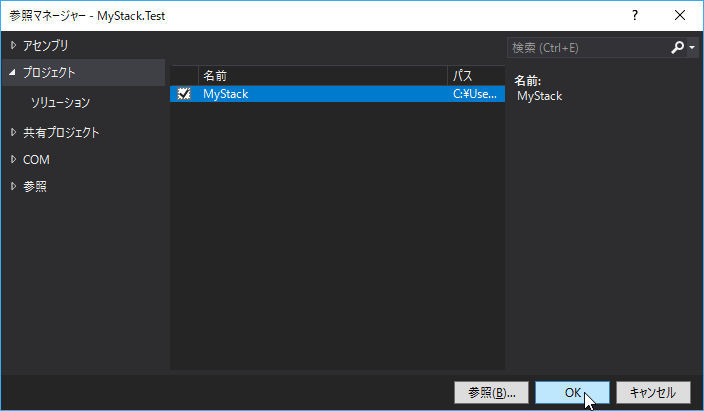 参照マネージャー - MyStack.Test
?
アセンブリ
プロジェクト
ソリューション
共有プロジェクト
COM
参照
名前 パス
MyStack C:¥Use...
検索 (Ctrl+E)
名前:
MyStack
参照(B)... OK キャンセル